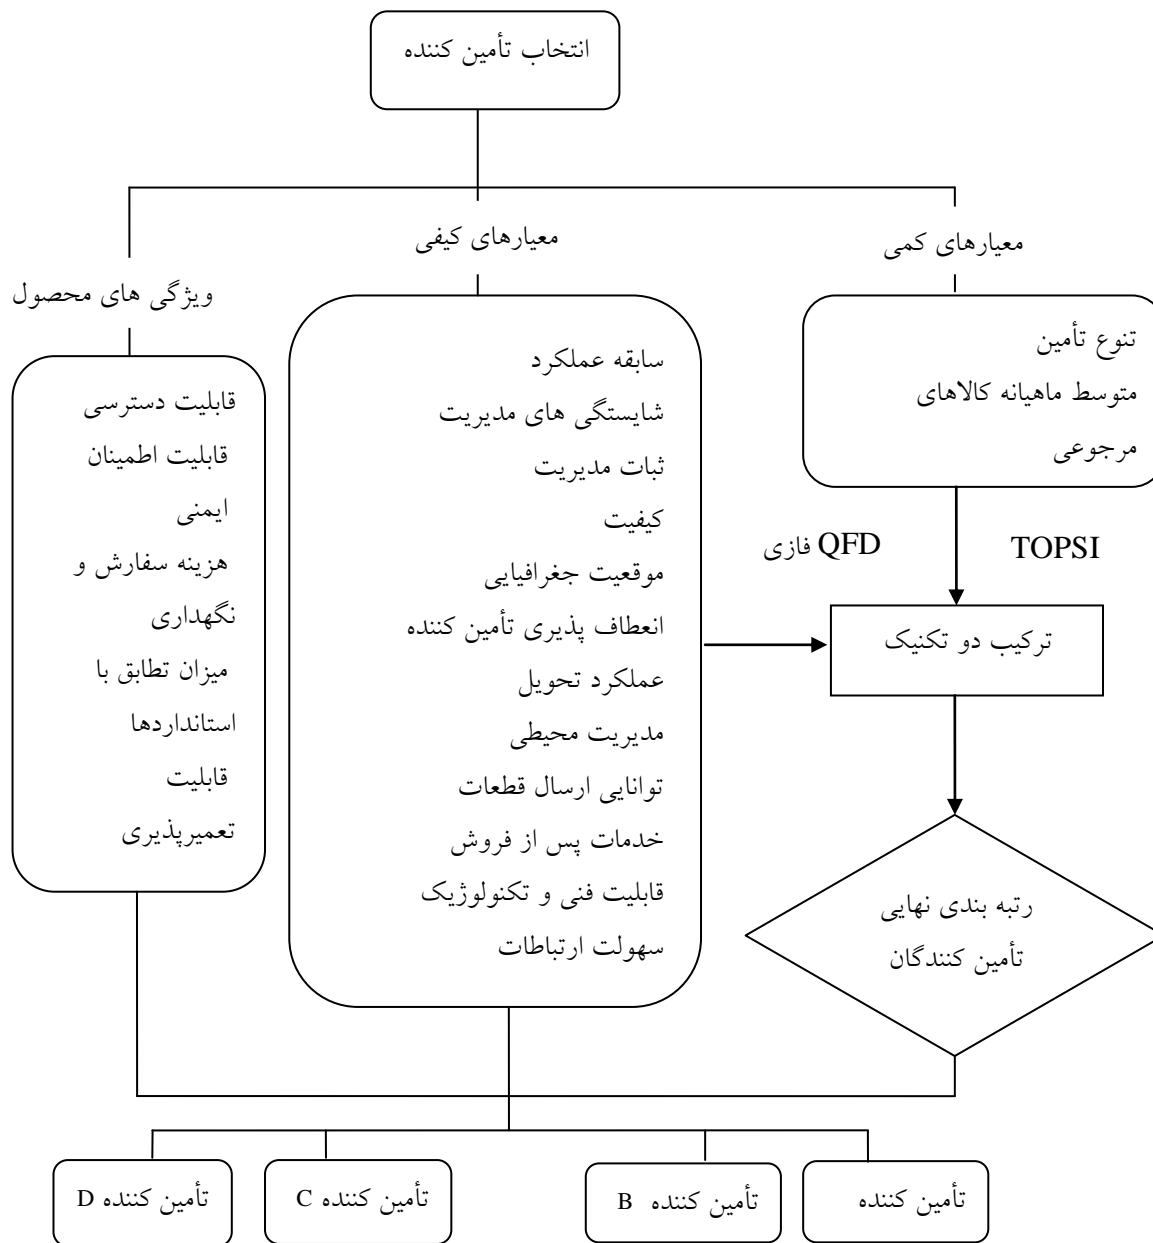 انتخاب تأمین کننده
معیارهای کمی
معیارهای کیفی
ویژگی های محصول
تنوع تأمین
متوسط ماهیانه کالاهای
مرجوعی
سابقه عملکرد
شایستگی های مدیریت
ثبات مدیریت
کیفیت
موقعیت جغرافیایی
انعطاف پذیری تأمین کننده
عملکرد تحویل
مدیریت محیطی
توانایی ارسال قطعات
خدمات پس از فروش
قابلیت فنی و تکنولوژیک
سهولت ارتباطات
قابلیت دسترسی
قابلیت اطمینان
ایمنی
هزینه سفارش و
نگهداری
میزان تطابق با
استانداردها
قابلیت
تعمیرپذیری
TOPSI
QFD فازی
ترکیب دو تکنیک
رتبه بندی نهایی
تأمین کنندگان
تأمین کننده
تأمین کننده B
تأمین کننده C
تأمین کننده D